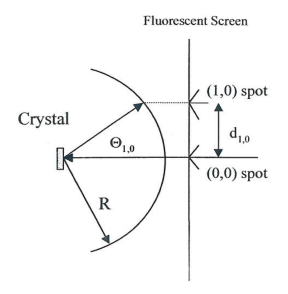 Fluorescent Screen
(1,0) spot
Crystal
Θ1,0
d1,0
(0,0) spot
R